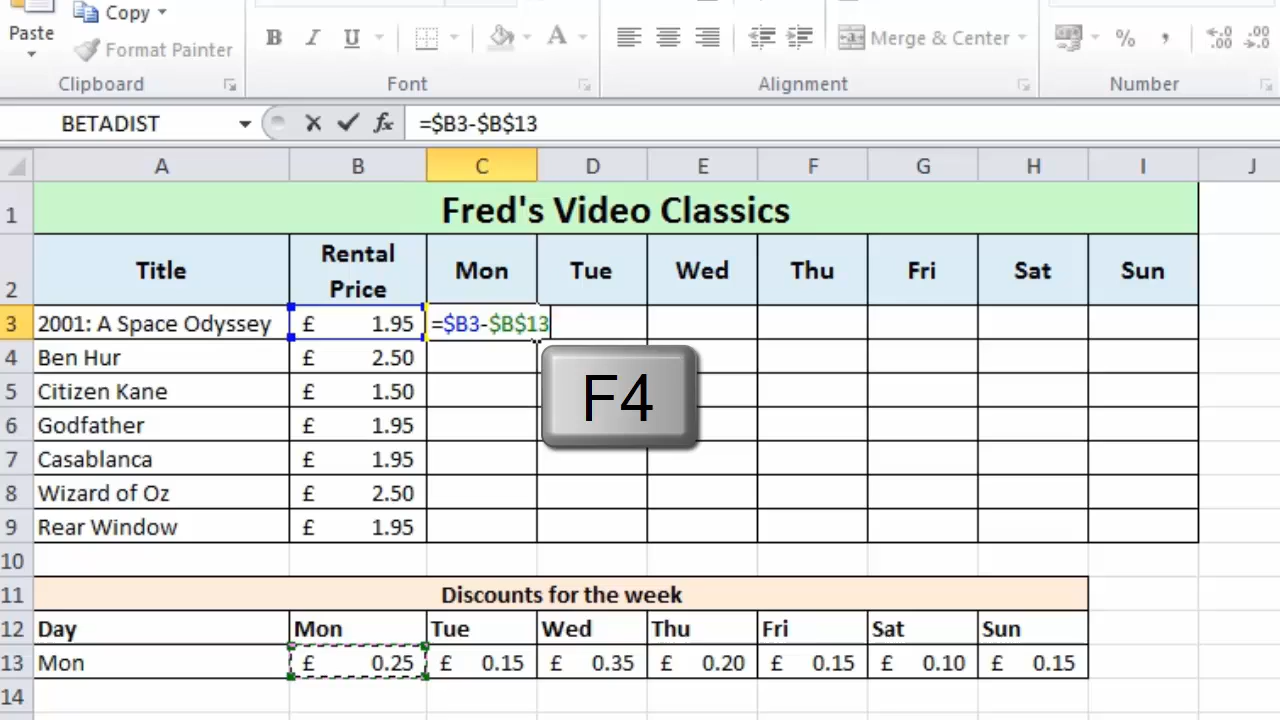 Copy
Paste
Format Painter
B I U A % , .00 .00
Clipboard Font Alignment Number
Merge & Center
BETADIST fx =$B3-$B$13
A B C D E F G H I J
1 Fred's Video Classics
2 Title Rental Price Mon Tue Wed Thu Fri Sat Sun
3 2001: A Space Odyssey £ 1.95 =$B3-$B$13
4 Ben Hur £ 2.50
F4
5 Citizen Kane £ 1.50
6 Godfather £ 1.95
7 Casablanca £ 1.95
8 Wizard of Oz £ 2.50
9 Rear Window £ 1.95
10
11 Discounts for the week
12 Day Mon Tue Wed Thu Fri Sat Sun
13 Mon £ 0.25 £ 0.15 £ 0.35 £ 0.20 £ 0.15 £ 0.10 £ 0.15
14